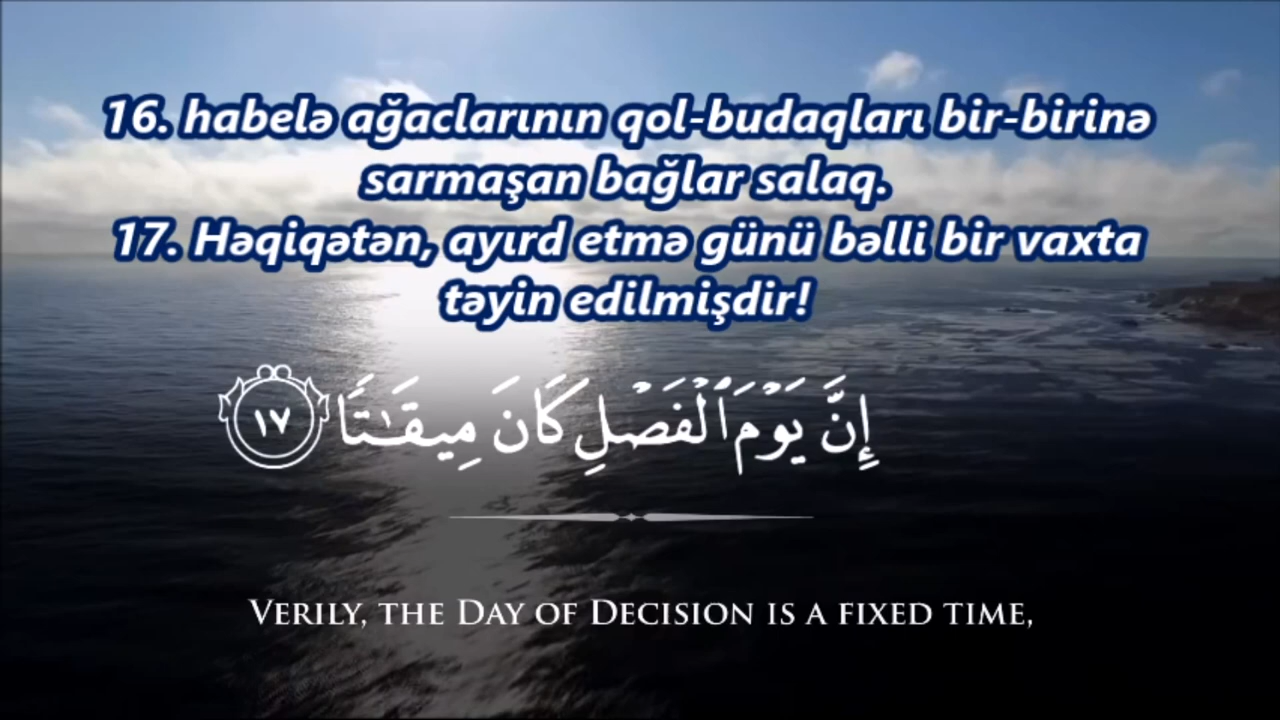 16. habelə ağaclarının qol-budaqları bir-birinə
sarmaşan bağlar salaq.
17. Həqiqətən, ayırd etmə günü bəlli bir vaxta
təyin edilmişdir!
إِنَّ يَوْمَ ٱلْفَصْلِ كَانَ مِيقَـٰتًا ١٧
Verily, the Day of Decision is a fixed time,